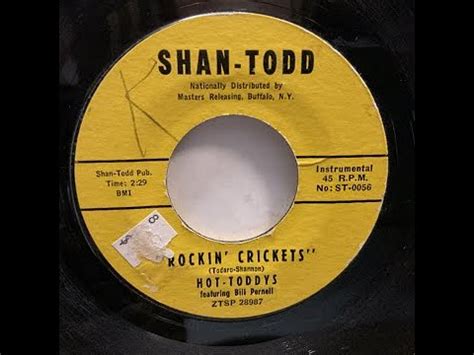 K
SHAN-TODD
Nationally Distributed by
Masters Releasing, Buffalo, N.Y.
Shan-Todd Pub.
Time: 2:29
BMI
Instrumental
45 R.P.M.
No: ST-0056
8
ROCKIN' CRICKETS"
(Todaro-Shannon)
HOT-TODDYS
featuring Bill Pernell
ZTSP 28987